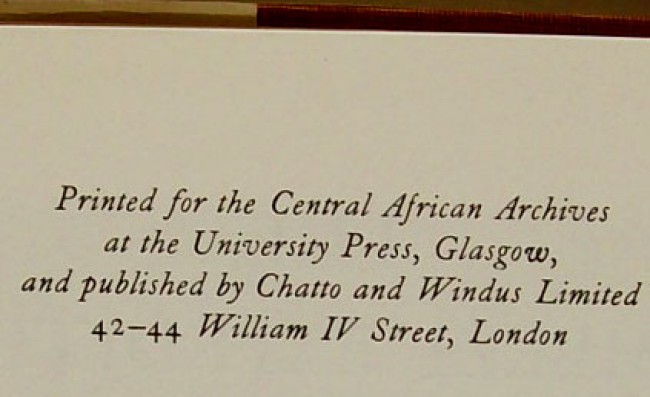 Printed for the Central African Archives
at the University Press, Glasgow,
and published by Chatto and Windus Limited
42–44 William IV Street, London